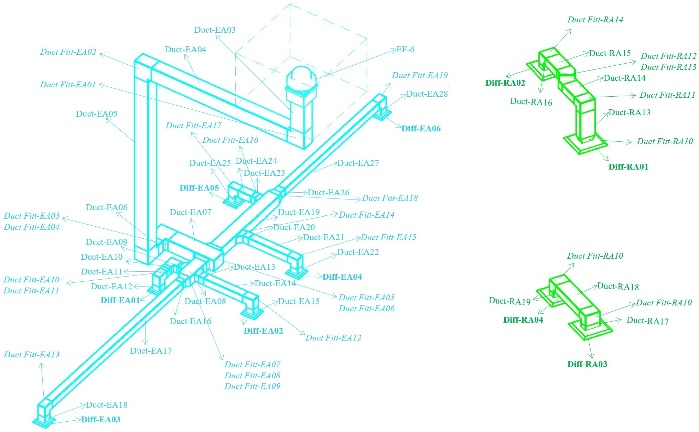 Duct-EA03
Duct Fitt-EA02
Duct-EA04
EF-6
Duct Fitt-EA01
Duct Fitt-EA19
Duct-EA28
Duct-EA05
Duct Fitt-EA17
Diff-EA06
Duct Fitt-EA16
Duct-EA24
Duct-EA25
Duct-EA23
Duct-EA27
Diff-EA05
Duct-EA26
Duct Fitt-EA18
Duct-EA06
Duct-EA07
Duct-EA19
Duct Fitt-EA14
Duct Fitt-EA03
Duct Fitt-EA04
Duct-EA20
Duct-EA09
Duct-EA21
Duct Fitt-EA15
Duct-EA10
Duct-EA22
Duct-EA11
Duct-EA13
Duct Fitt-EA10
Duct Fitt-EA11
Duct-EA12
Duct-EA14
Diff-EA04
Diff-EA01
Duct-EA08
Duct-EA15
Duct Fitt-EA05
Duct Fitt-EA06
Duct-EA16
Diff-EA02
Duct Fitt-EA12
Duct Fitt-EA13
Duct-EA17
Duct Fitt-EA07
Duct Fitt-EA08
Duct Fitt-EA09
Duct-EA18
Diff-EA03
Duct Fitt-RA14
Duct-RA15
Duct Fitt-RA12
Duct Fitt-RA13
Diff-RA02
Duct-RA14
Duct-RA16
Duct Fitt-RA11
Duct-RA13
Duct Fitt-RA10
Diff-RA01
Duct Fitt-RA10
Duct-RA18
Duct-RA19
Duct Fitt-RA10
Diff-RA04
Duct-RA17
Diff-RA03